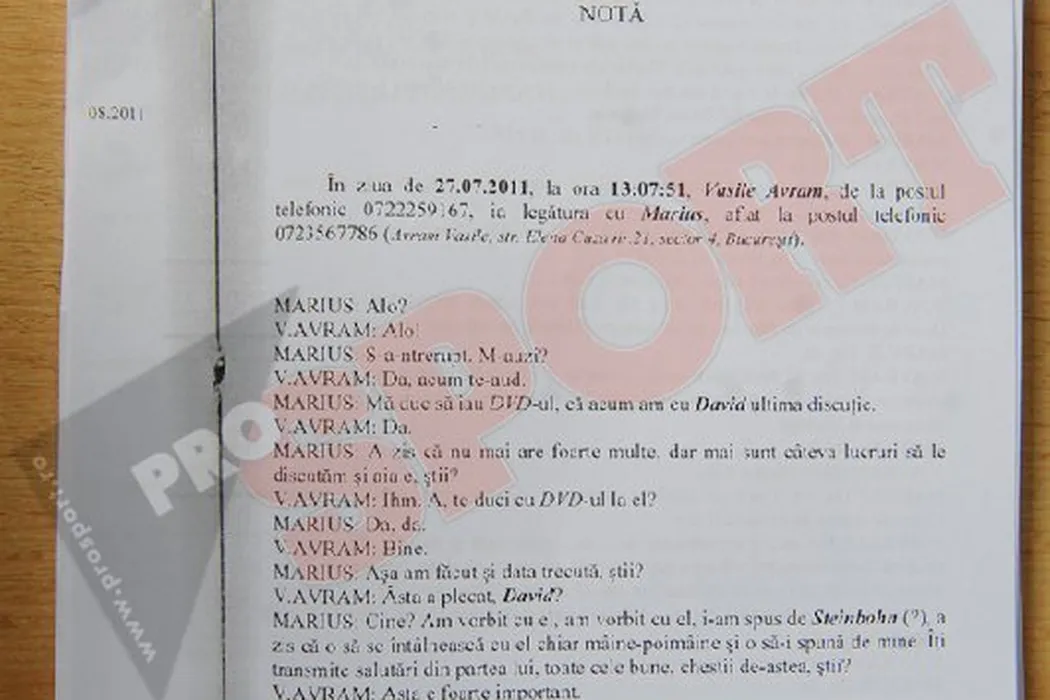 NOTĂ
08.2011
În ziua de 27.07.2011, la ora 13.07:51, Vasile Avram, de la postul
telefonic 0722259167, ia legătura cu Marius, aflat la postul telefonic
0723567786 (Avram Vasile, str. Elena 21, sector 4, București).
MARIUS: Alo?
V.AVRAM: Alo!
MARIUS: S-a-ntrerupt. M-auzi?
V.AVRAM: Da, acum te-aud.
MARIUS: Mă duc să iau DVD-ul, că acum am cu David ultima discuție.
V.AVRAM: Da.
MARIUS: A zis că nu mai are foarte multe, dar mai sunt câteva lucruri să le
discutăm și aia e, știi?
V.AVRAM: Ihm. A, te duci cu DVD-ul la el?
MARIUS: Da, da.
V.AVRAM: Bine.
MARIUS: Așa am făcut și data trecută, știi?
V.AVRAM: Ăsta a plecat, David?
MARIUS: Cine? Am vorbit cu el, am vorbit cu el, i-am spus de Steinbohn (?), a
zis că o să se întâlnească cu el chiar mâine-poimâine și o să-i spună de mine. Îți
transmite salutări din partea lui, toate cele bune, chestii de-astea, știi?
V.AVRAM: Asta e foarte important.
PROSPORT
www.prosport.ro